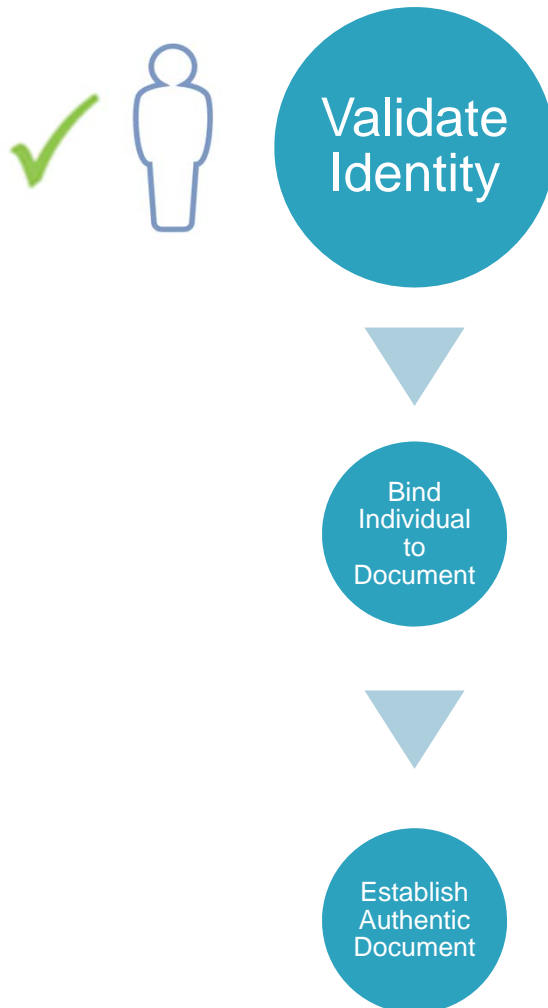 Validate
Identity
Bind
Individual
to
Document
Establish
Authentic
Document